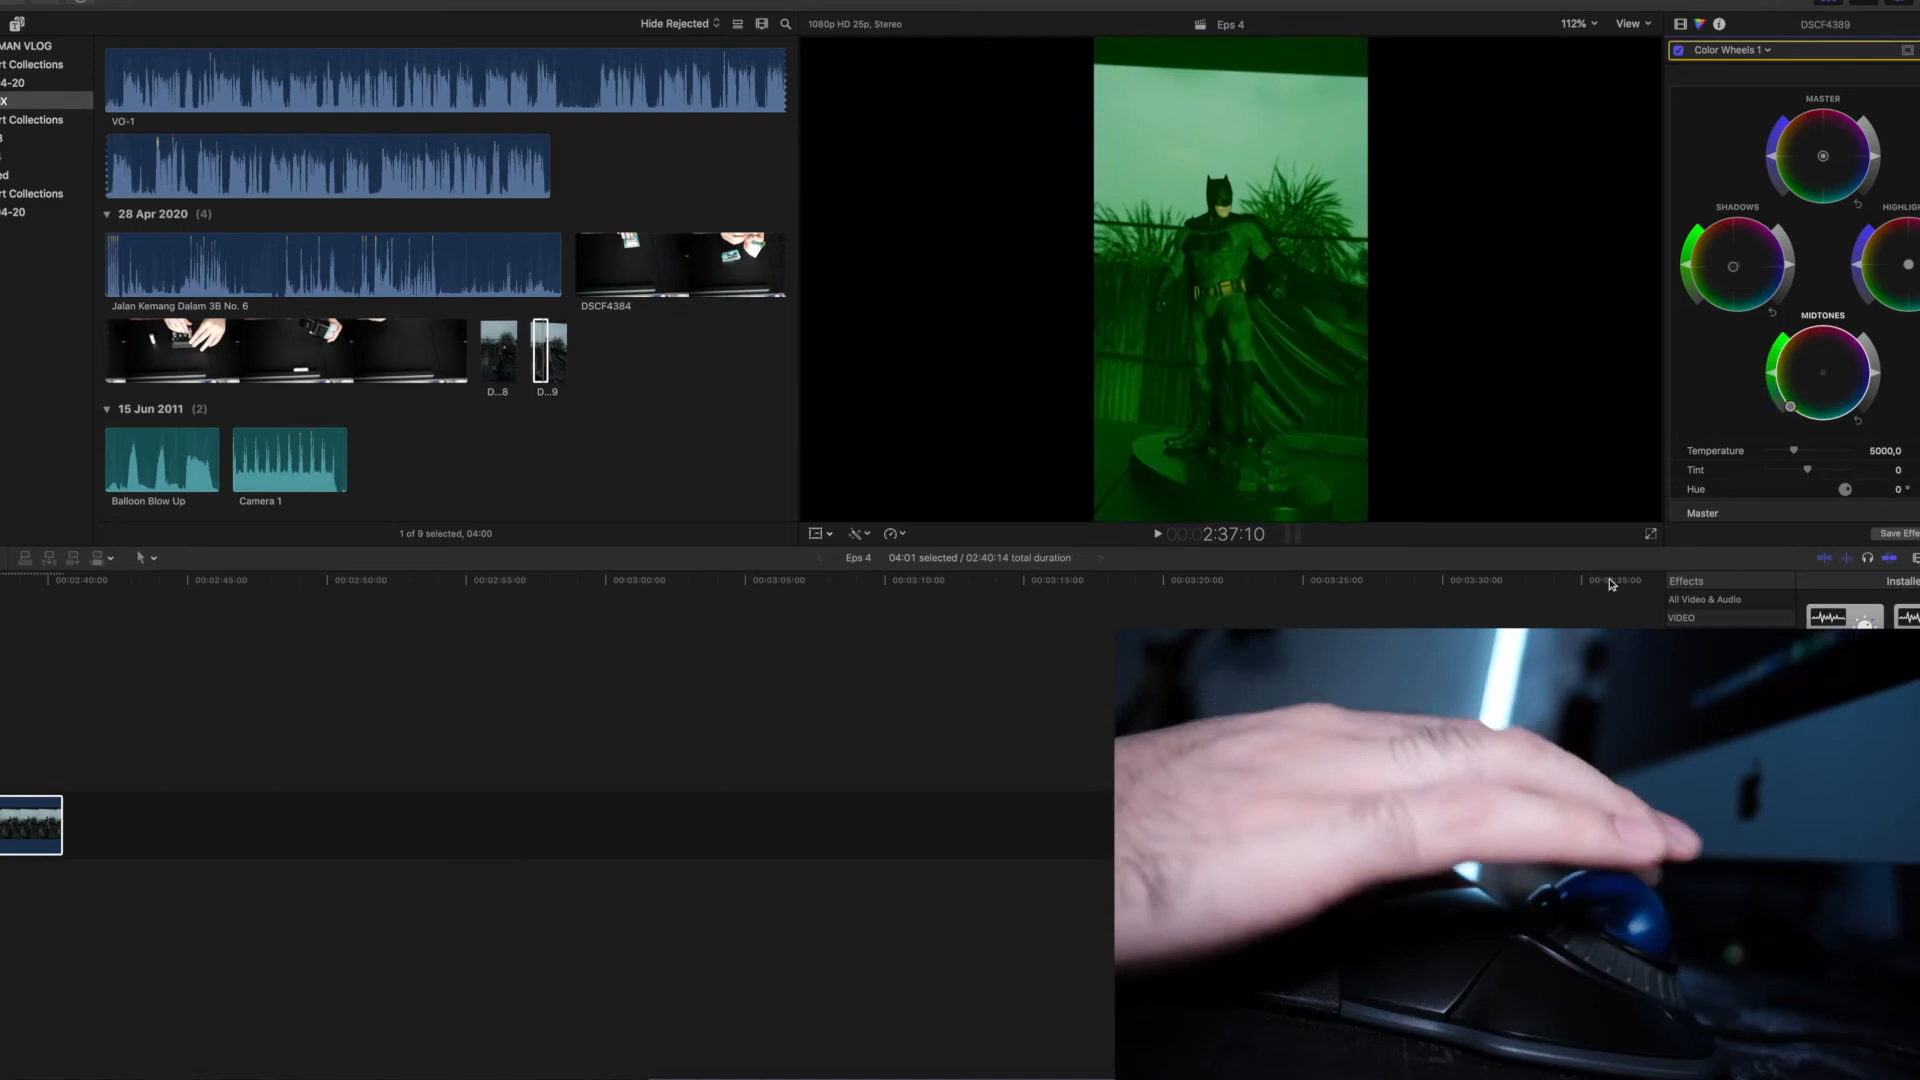 Hide Rejected
1080p HD 25p, Stereo
Eps 4
112%
View
DSCF4389
MAN VLOG
rt Collections
4-20
X
rt Collections
ed
rt Collections
04-20
VO-1
28 Apr 2020 (4)
Jalan Kemang Dalam 3B No. 6
DSCF4384
D...8
D...9
15 Jun 2011 (2)
Balloon Blow Up
Camera 1
1 of 9 selected, 04:00
Color Wheels 1
MASTER
SHADOWS
HIGHLIG
MIDTONES
Temperature 5000,0
Tint 0
Hue 0 °
Master
Save Effe
00:00:2:37:10
Eps 4
04:01 selected / 02:40:14 total duration
00:02:40:00
00:02:45:00
00:02:50:00
00:02:55:00
00:03:00:00
00:03:05:00
00:03:10:00
00:03:15:00
00:03:20:00
00:03:25:00
00:03:30:00
00:03:35:00
Effects
Installe
All Video & Audio
VIDEO